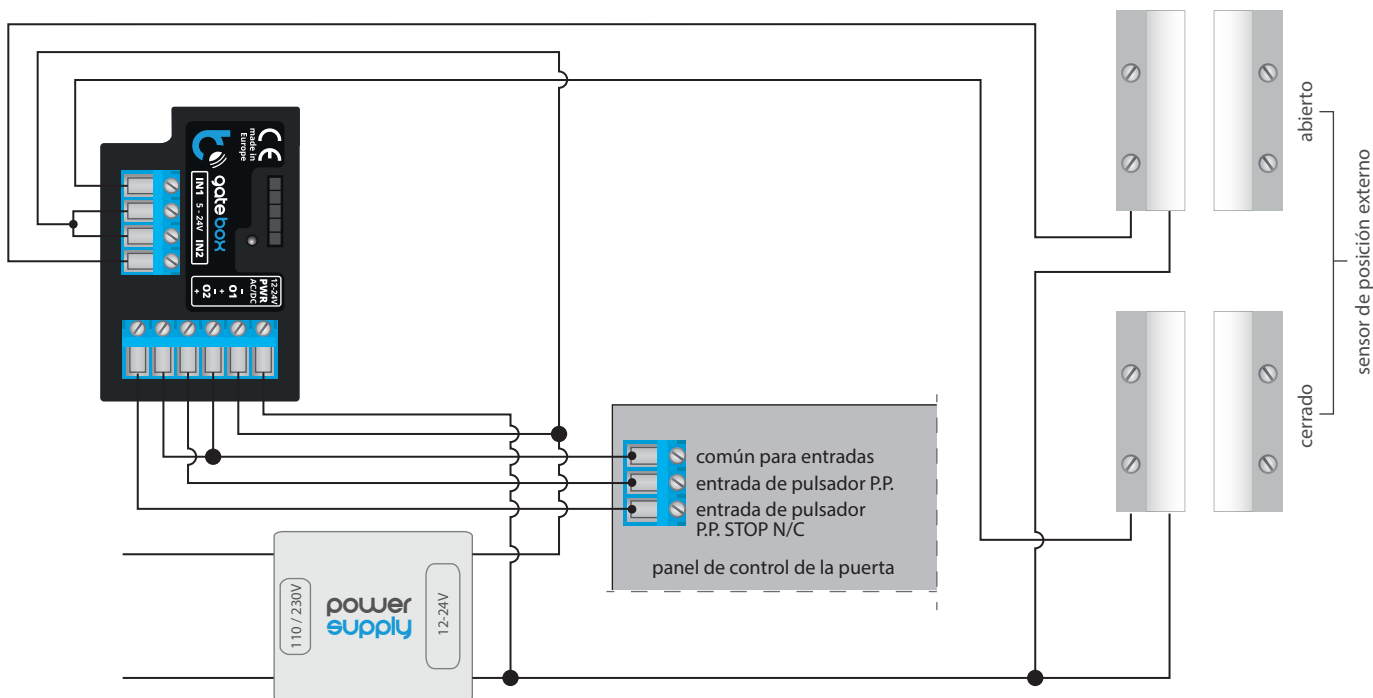 CE
made in
Europe
gatebox
IN1 5 - 24V IN2
12-24V
PWR
AC/DC
- O1 +
- O2 +
abierto
cerrado
sensor de posición externo
común para entradas
entrada de pulsador P.P.
entrada de pulsador
P.P. STOP N/C
panel de control de la puerta
110 / 230V
power
supply
12-24V